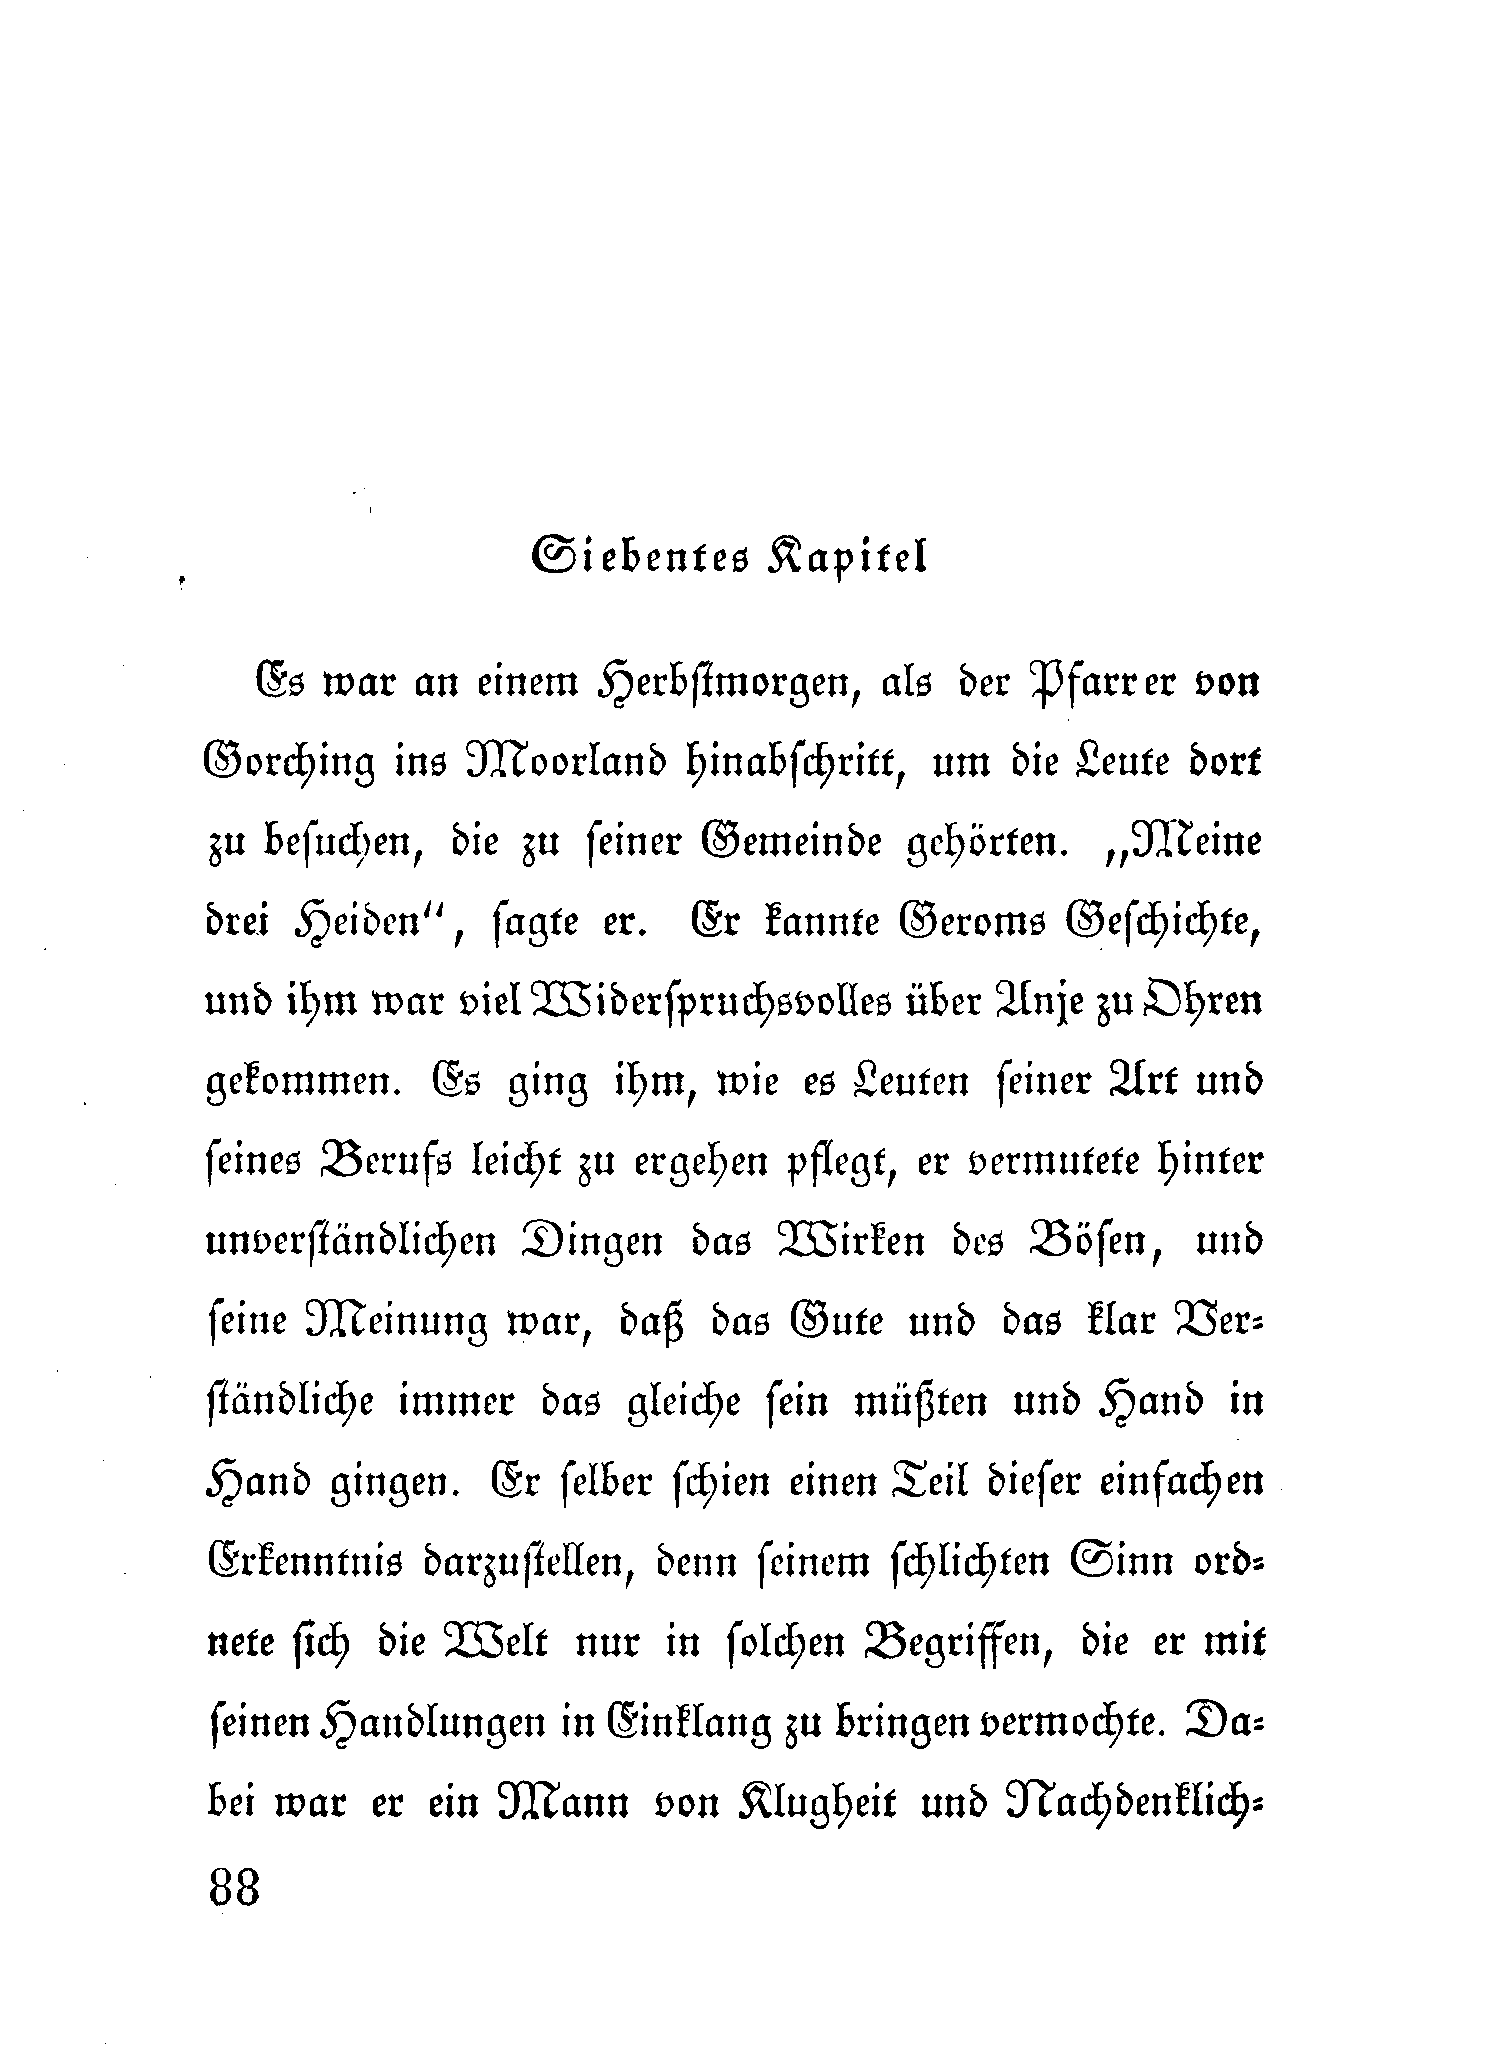 Siebentes Kapitel
Es war an einem Herbſtmorgen, als der Pfarrer von
Gorching ins Moorland hinabſchritt, um die Leute dort
zu beſuchen, die zu ſeiner Gemeinde gehörten. „Meine
drei Heiden“, ſagte er. Er kannte Geroms Geſchichte,
und ihm war viel Widerſpruchsvolles über Anje zu Ohren
gekommen. Es ging ihm, wie es Leuten ſeiner Art und
ſeines Berufs leicht zu ergehen pflegt, er vermutete hinter
unverſtändlichen Dingen das Wirken des Böſen, und
ſeine Meinung war, daß das Gute und das klar Ver-
ſtändliche immer das gleiche ſein müßten und Hand in
Hand gingen. Er ſelber ſchien einen Teil dieſer einfachen
Erkenntnis darzuſtellen, denn ſeinem ſchlichten Sinn ord-
nete ſich die Welt nur in ſolchen Begriffen, die er mit
ſeinen Handlungen in Einklang zu bringen vermochte. Da-
bei war er ein Mann von Klugheit und Nachdenklich-
88